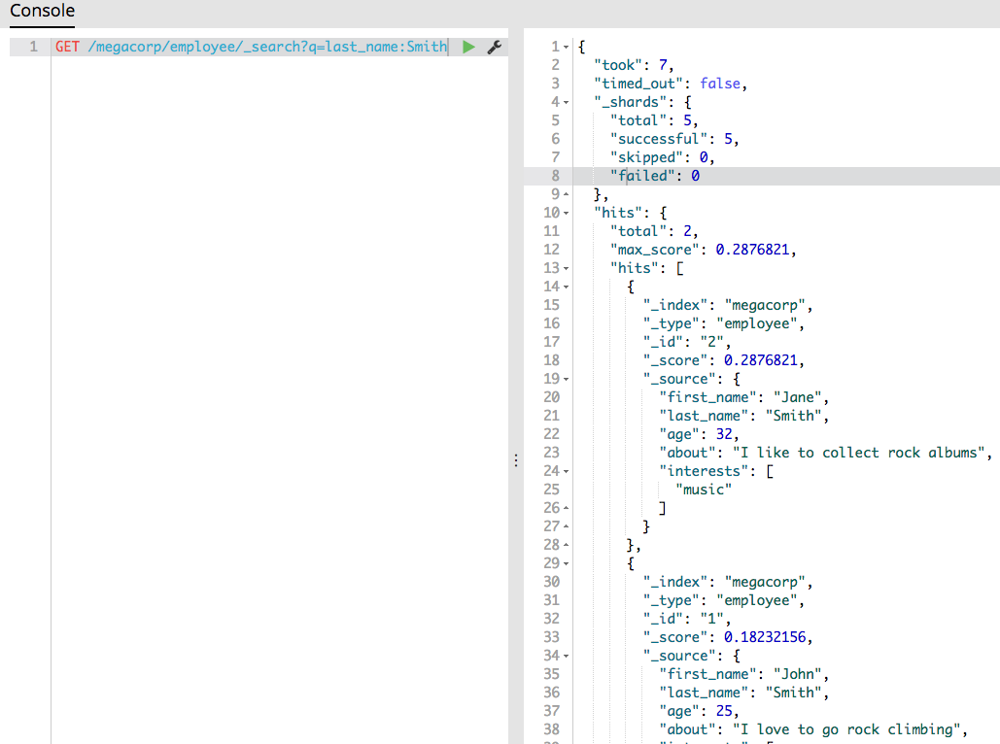 Console
1 GET /megacorp/employee/_search?q=last_name:Smith
1 {
2 "took": 7,
3 "timed_out": false,
4 "_shards": {
5 "total": 5,
6 "successful": 5,
7 "skipped": 0,
8 "failed": 0
9 },
10 "hits": {
11 "total": 2,
12 "max_score": 0.2876821,
13 "hits": [
14 {
15 "_index": "megacorp",
16 "_type": "employee",
17 "_id": "2",
18 "_score": 0.2876821,
19 "_source": {
20 "first_name": "Jane",
21 "last_name": "Smith",
22 "age": 32,
23 "about": "I like to collect rock albums",
24 "interests": [
25 "music"
26 ]
27 }
28 },
29 {
30 "_index": "megacorp",
31 "_type": "employee",
32 "_id": "1",
33 "_score": 0.18232156,
34 "_source": {
35 "first_name": "John",
36 "last_name": "Smith",
37 "age": 25,
38 "about": "I love to go rock climbing",